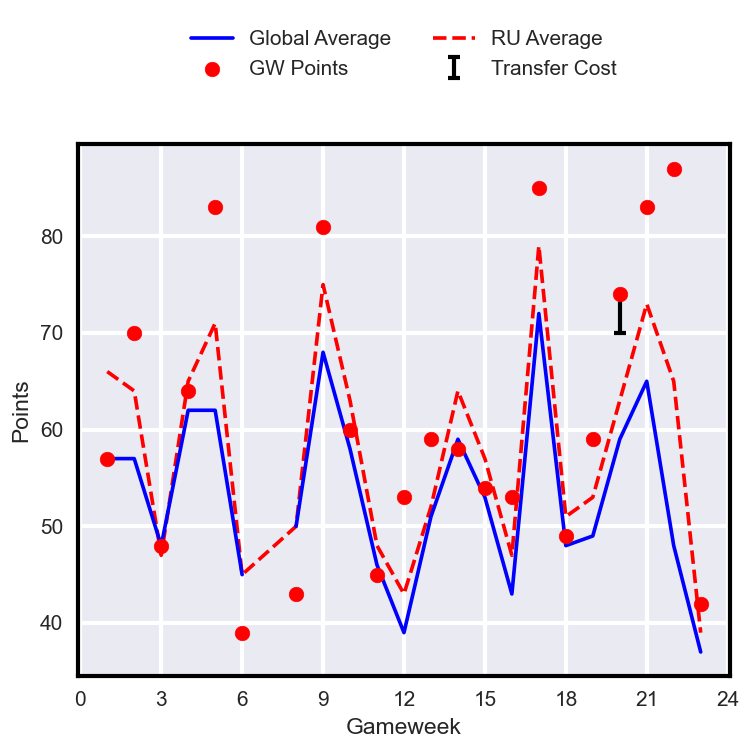 Global Average RU Average
GW Points Transfer Cost
80
70
60
50
40
Points
0 3 6 9 12 15 18 21 24
Gameweek